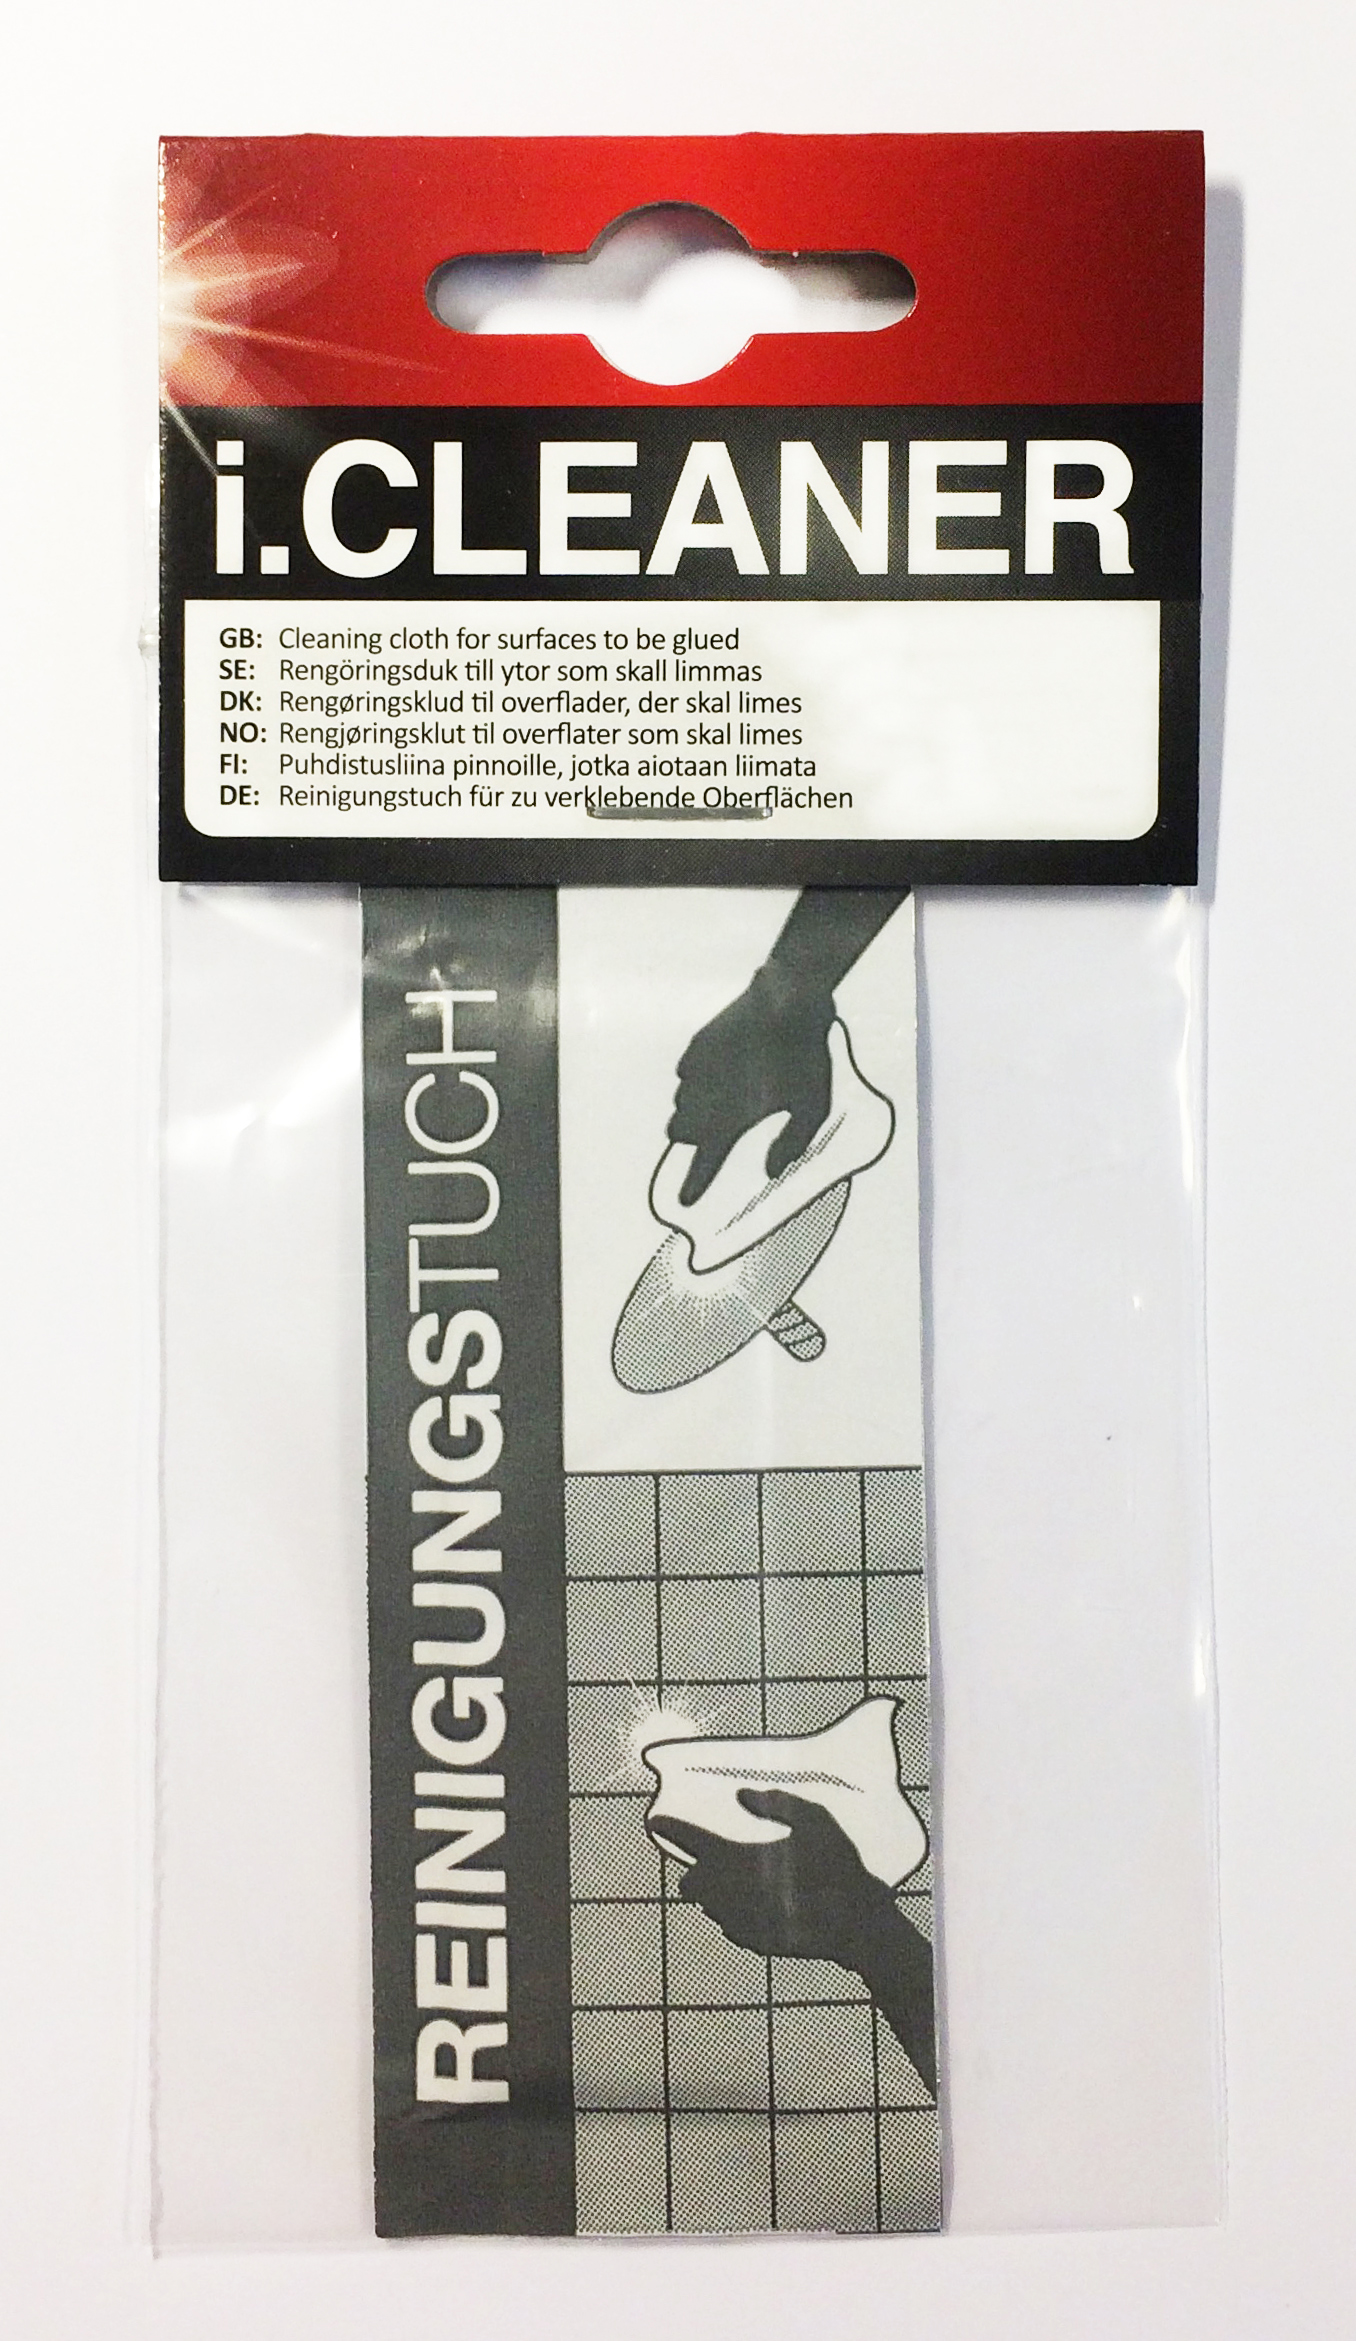 i.CLEANER
GB: Cleaning cloth for surfaces to be glued
SE: Rengöringsduk till ytor som skall limmas
DK: Rengøringsklud til overflader, der skal limes
NO: Rengjøringsklut til overflater som skal limes
FI: Puhdistusliina pinnoille, jotka aiotaan liimata
DE: Reinigungstuch für zu verklebende Oberflächen
REINIGUNGSTUCH